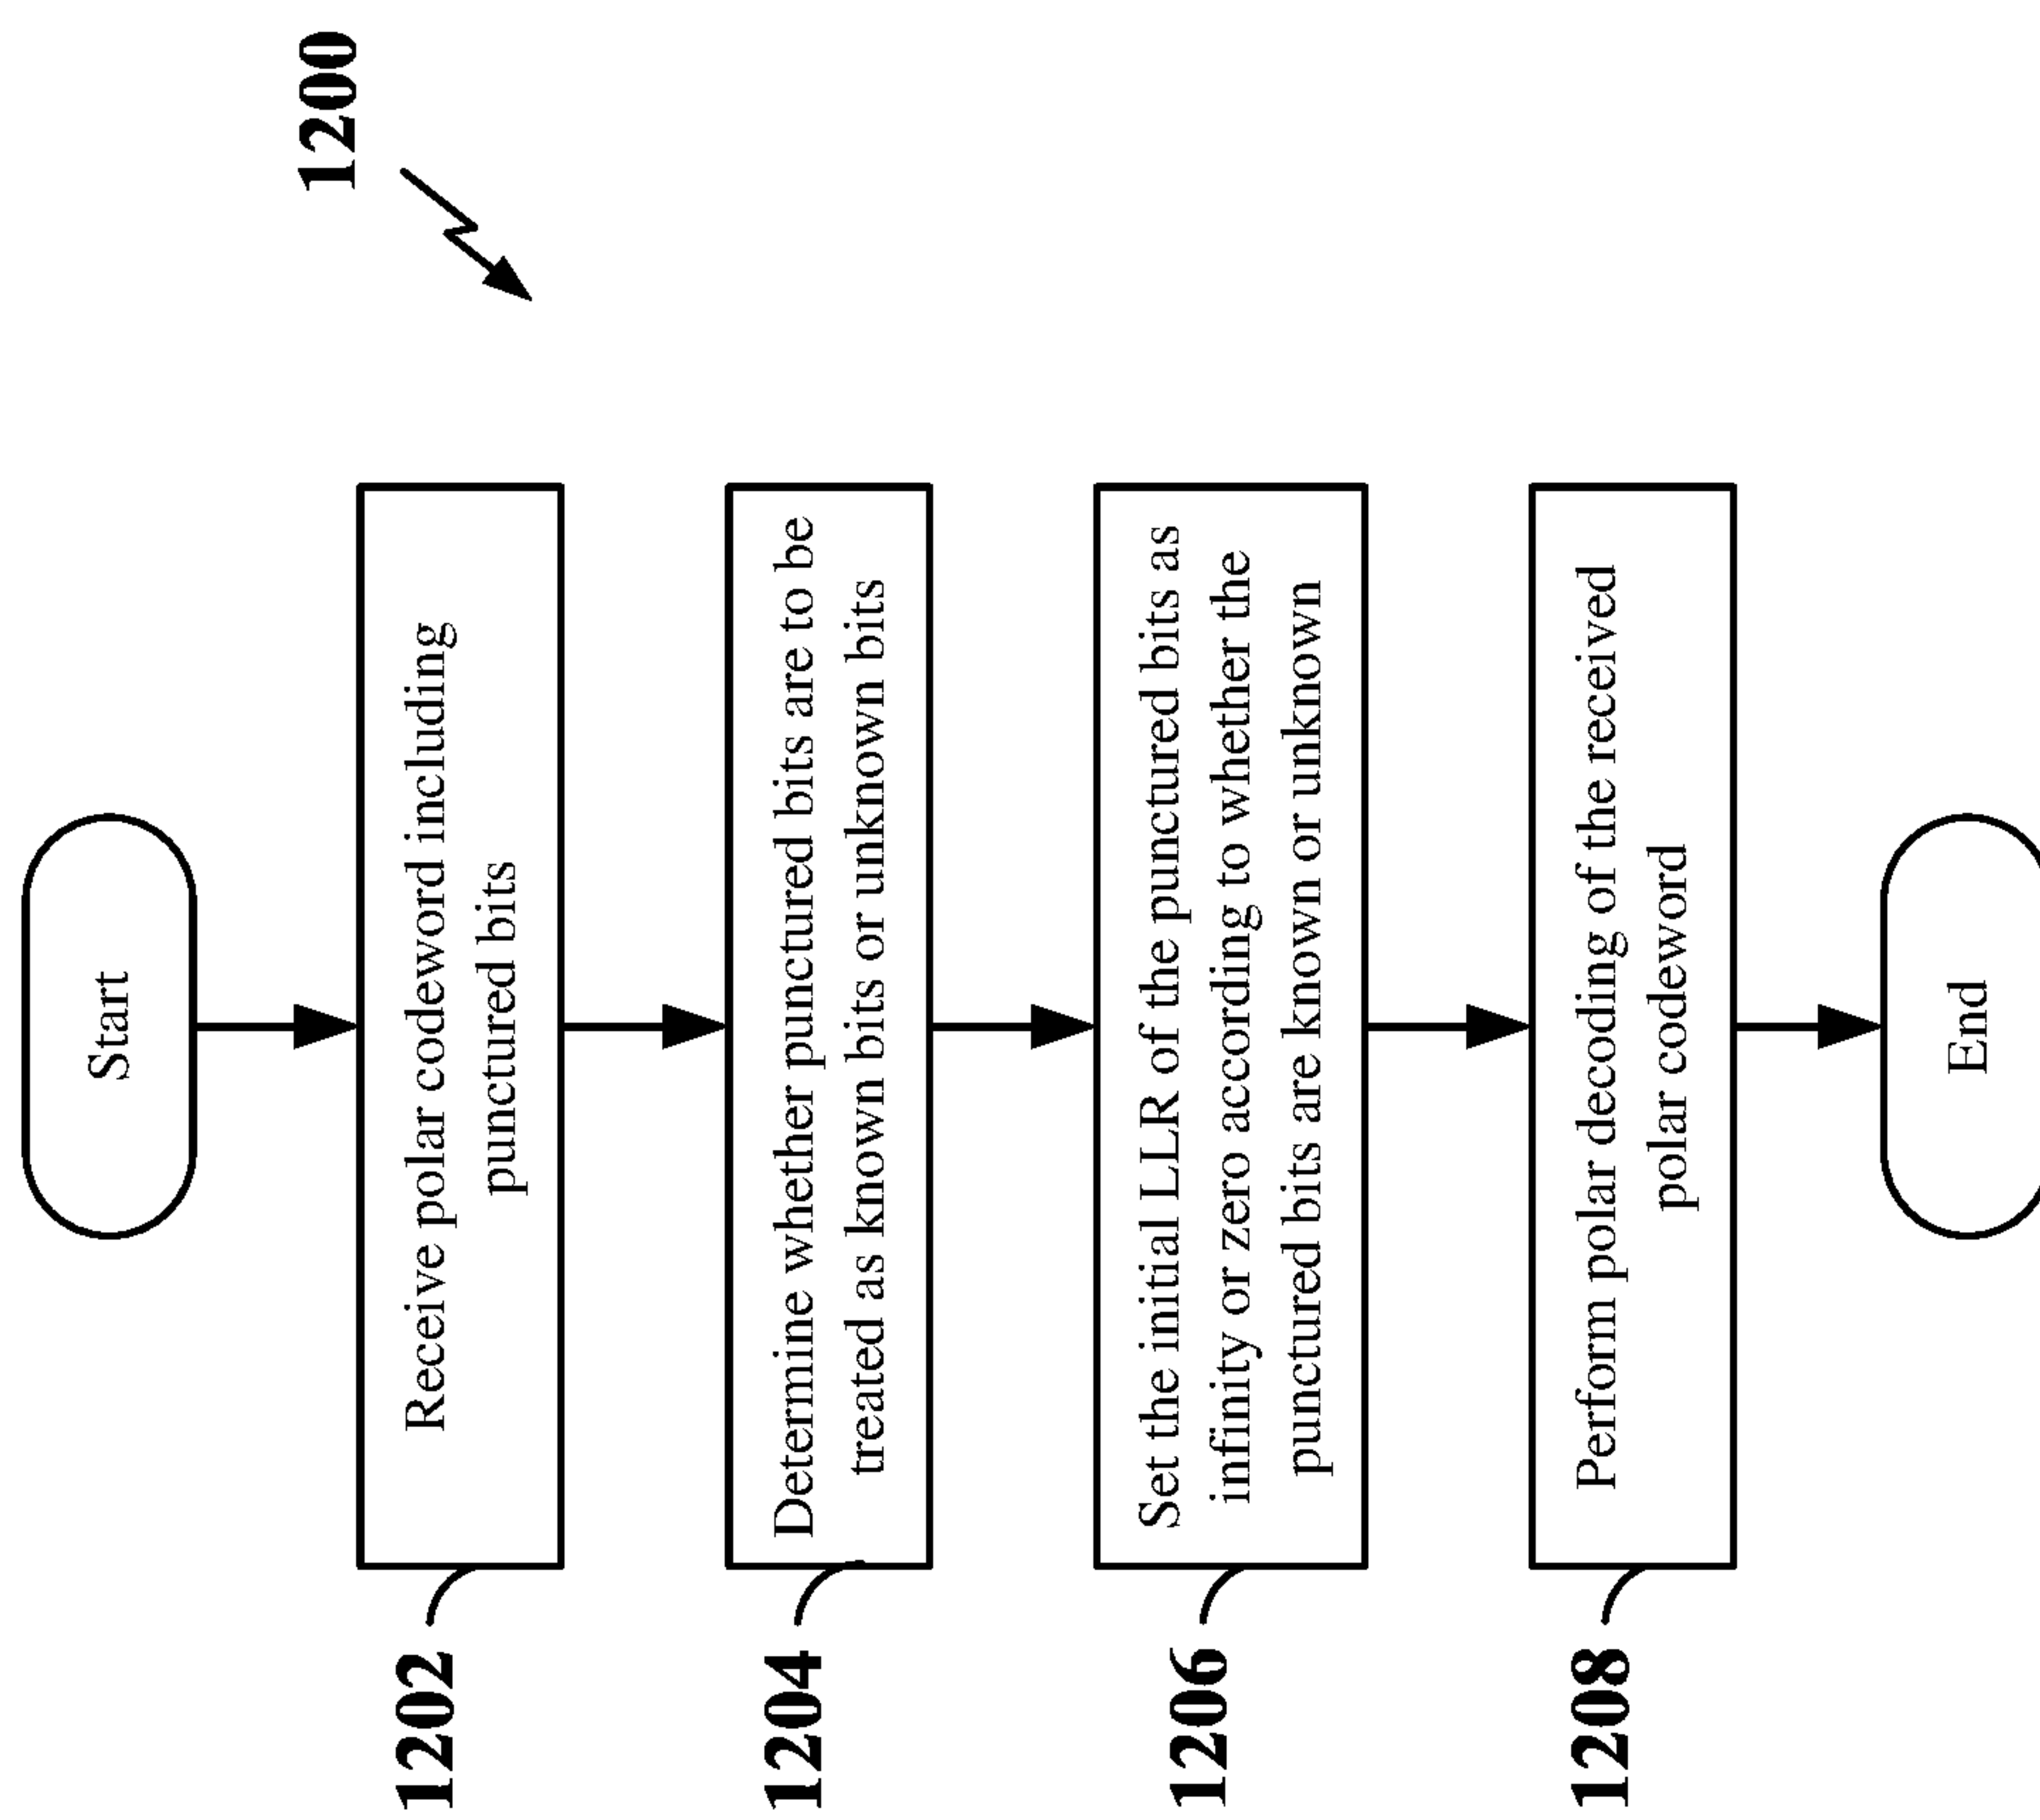 1200
Start
1202
Receive polar codeword including
punctured bits
1204
Determine whether punctured bits are to be
treated as known bits or unknown bits
1206
Set the initial LLR of the punctured bits as
infinity or zero according to whether the
punctured bits are known or unknown
1208
Perform polar decoding of the received
polar codeword
End